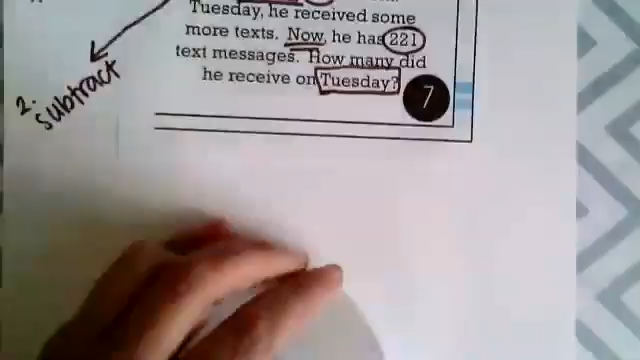 Tuesday, he received some
more texts. Now, he has 221
text messages. How many did
he receive on Tuesday?
7
2. subtract